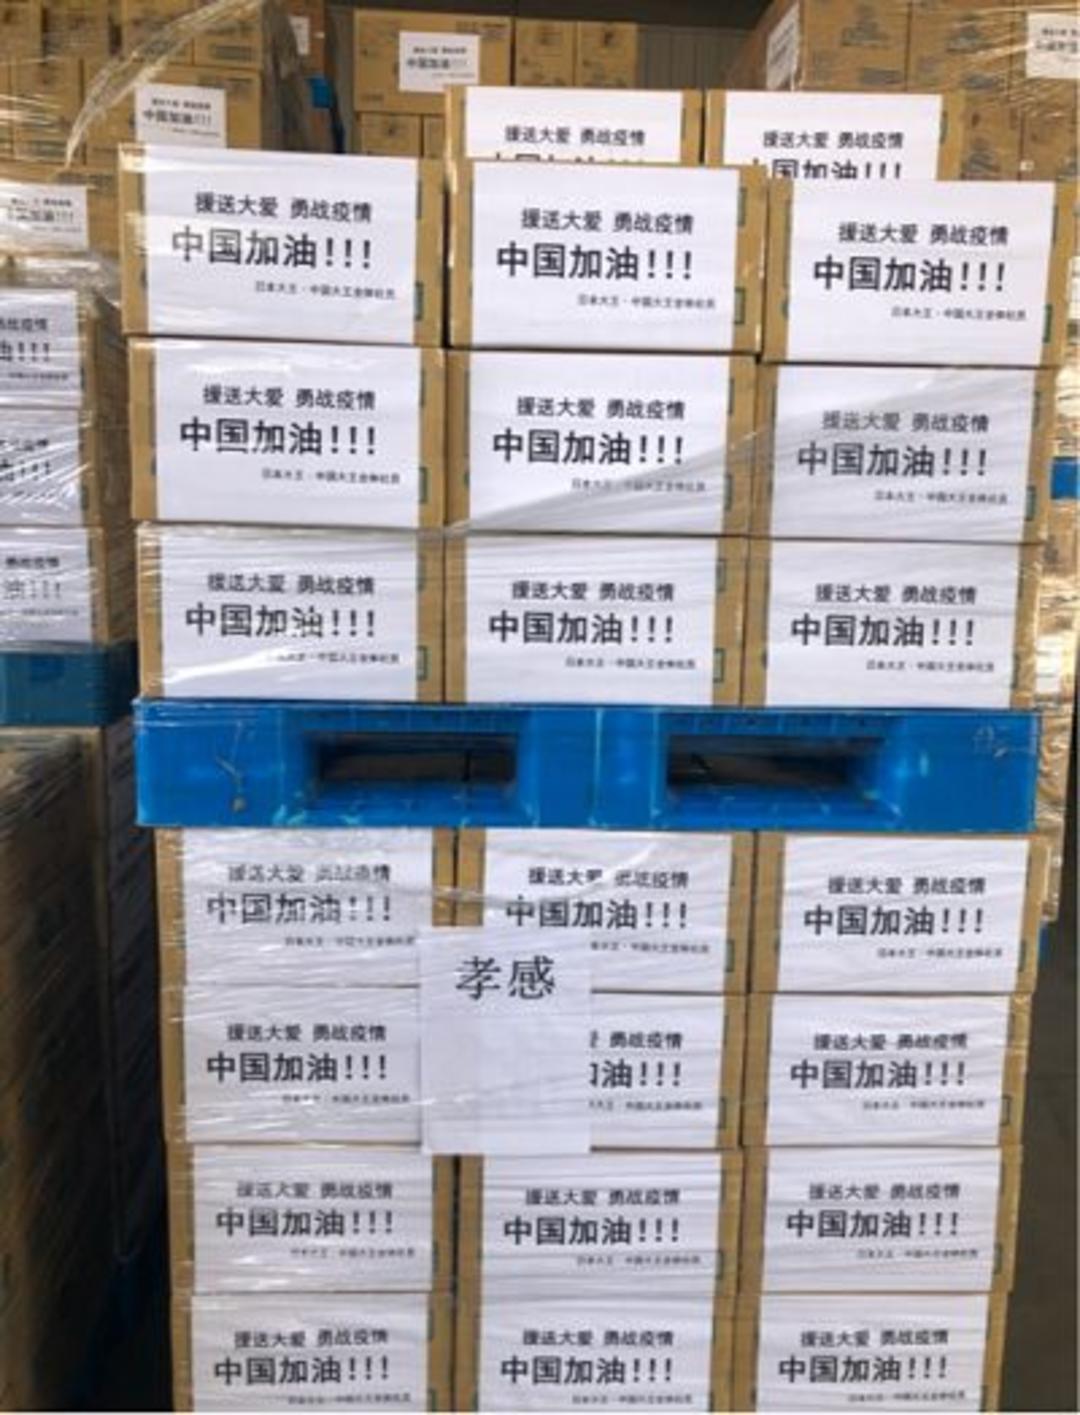 援送大爱 勇战疫情
中国加油!!!
日本大王·中国大王全体社员
孝感